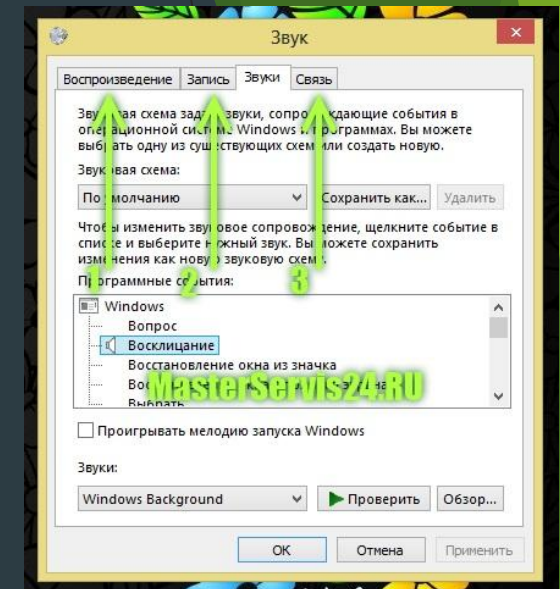 Звук
Воспроизведение Запись Звуки Связь
Звуковая схема задает звуки, сопровождающие события в
операционной системе Windows и программах. Вы можете
выбрать одну из существующих схем или создать новую.
Звуковая схема:
По умолчанию Сохранить как... Удалить
Чтобы изменить звуковое сопровождение, щелкните событие в
списке и выберите нужный звук. Вы можете сохранить
изменения как новую звуковую схему.
1 2 3
Программные события:
Windows
Вопрос
Восклицание
Восстановление окна из значка
MasterServis24.RU
Выбрать
Проигрывать мелодию запуска Windows
Звуки:
Windows Background Проверить Обзор...
ОК Отмена Применить